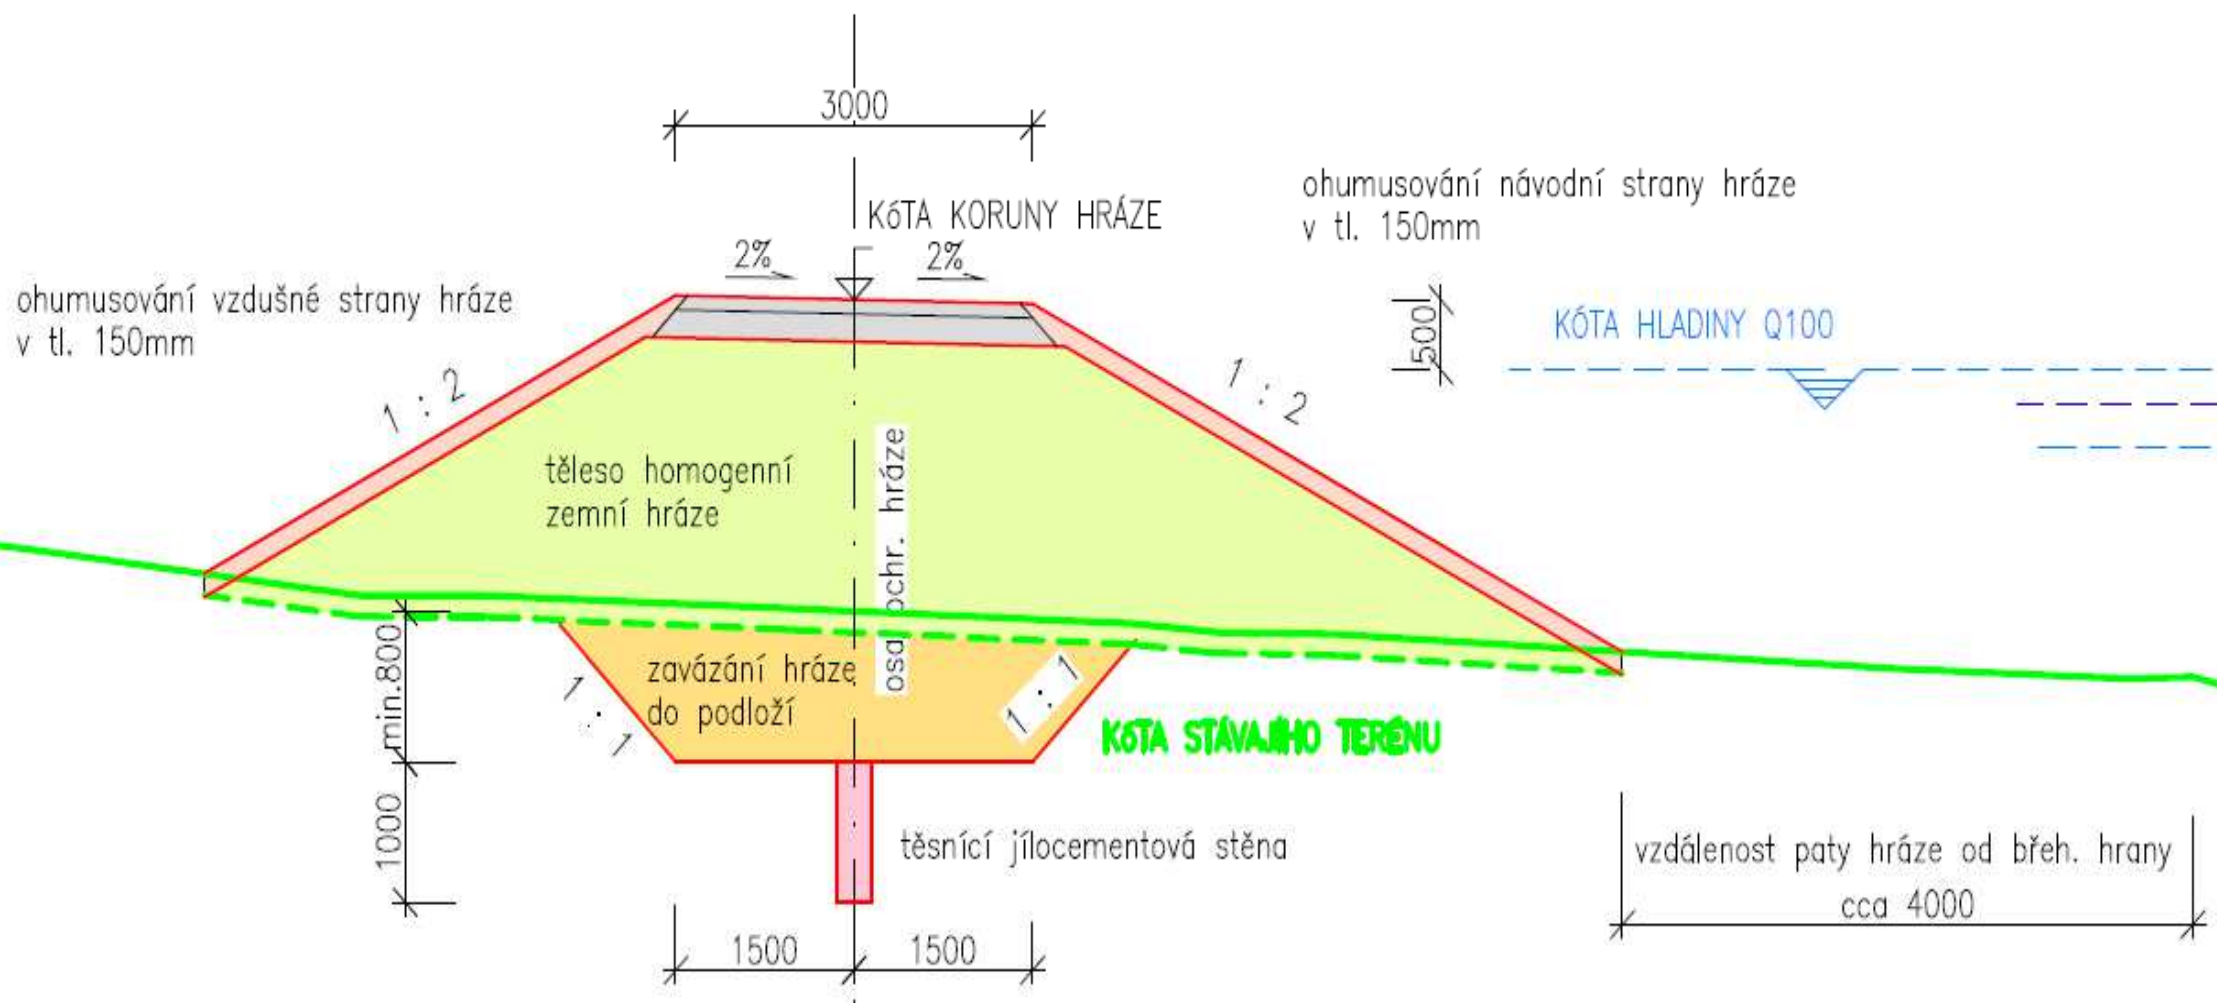 3000
KóTA KORUNY HRÁZE
ohumusování návodní strany hráze
v tl. 150mm
2%
2%
ohumusování vzdušné strany hráze
v tl. 150mm
500
KÓTA HLADINY Q100
1 : 2
1 : 2
těleso homogenní
zemní hráze
osa ochr. hráze
min.800
zavázání hráze
do podloží
1 : 1
1 : 1
KóTA STÁVAJÍHO TERÉNU
1000
těsnící jílocementová stěna
vzdálenost paty hráze od břeh. hrany
cca 4000
1500
1500